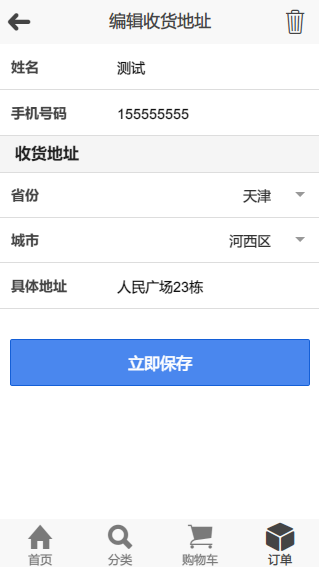 编辑收货地址
姓名 测试
手机号码 155555555
收货地址
省份 天津
城市 河西区
具体地址 人民广场23栋
立即保存
首页 分类 购物车 订单